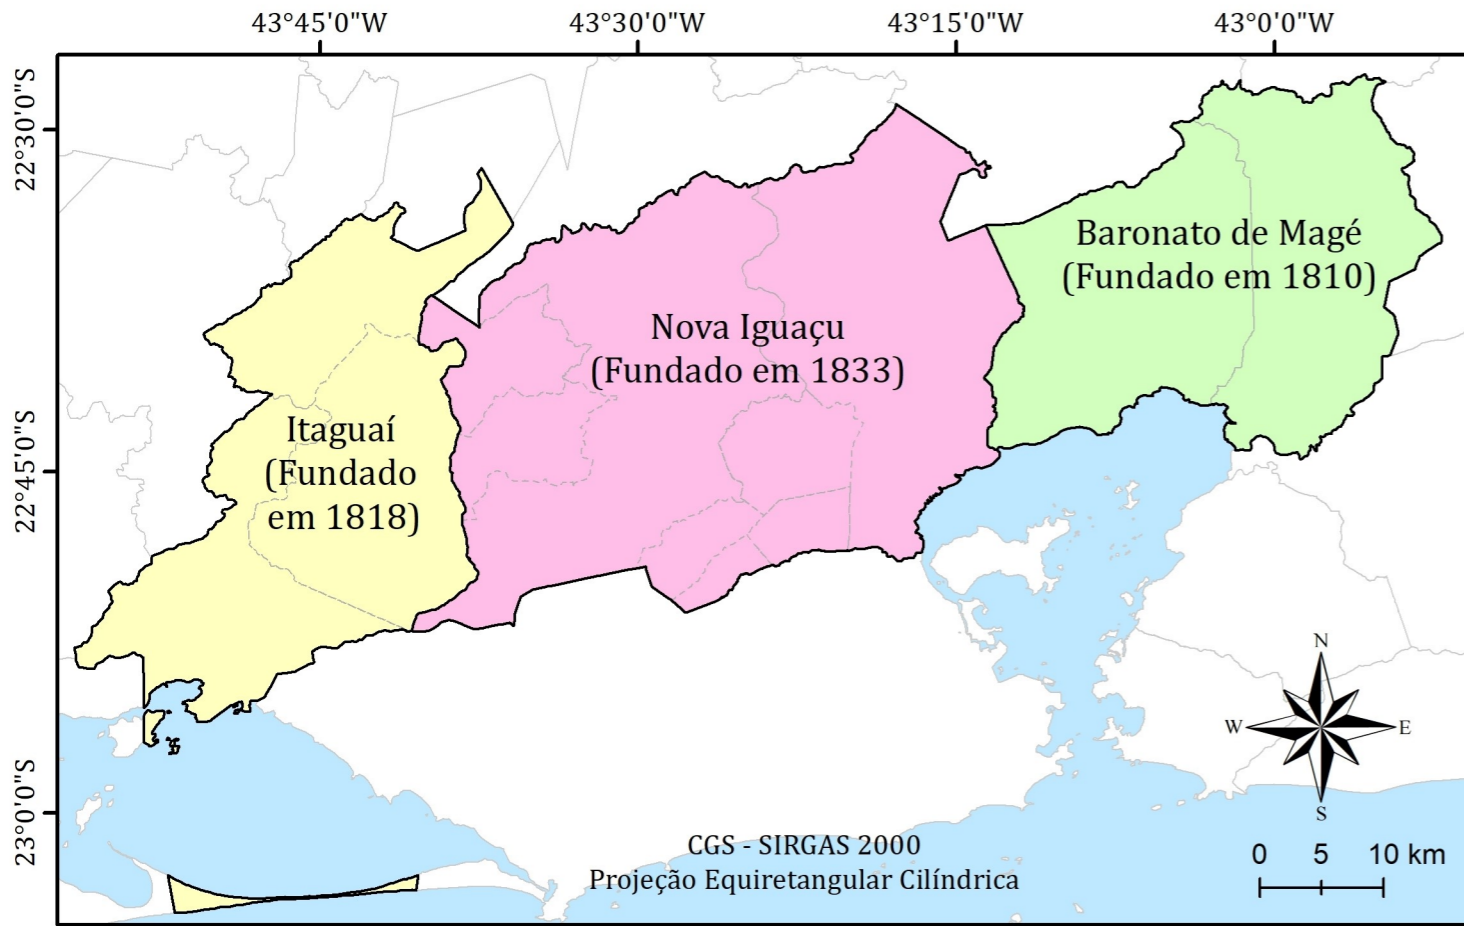 43°45'0"W
43°30'0"W
43°15'0"W
43°0'0"W
22°30'0"S
22°45'0"S
23°0'0"S
Baronato de Magé
(Fundado em 1810)
Nova Iguaçu
(Fundado em 1833)
Itaguaí
(Fundado
em 1818)
N
W
E
S
CGS - SIRGAS 2000
Projeção Equiretangular Cilíndrica
0 5 10 km